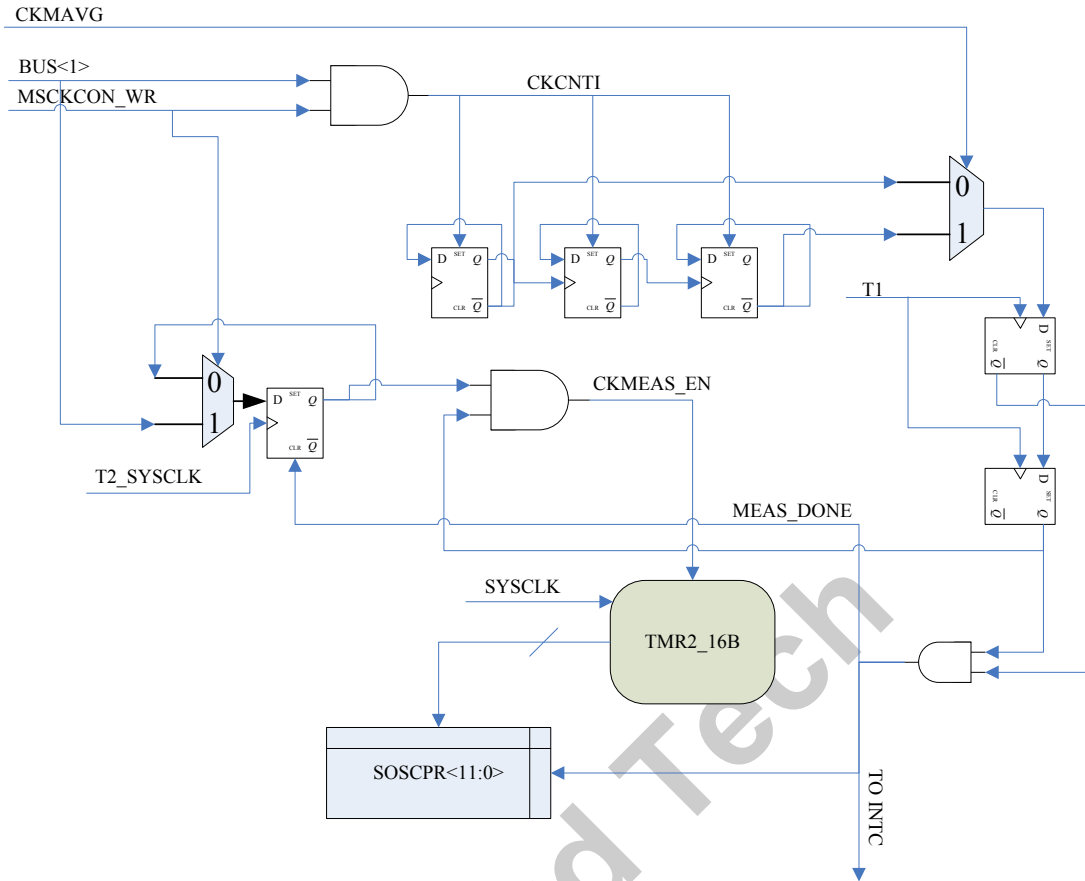 CKMAVG
BUS<1>
MSCKCON_WR
CKCNTI
0
1
D SET Q
CLR Q
D SET Q
CLR Q
D SET Q
CLR Q
T1
D SET Q
CLR Q
0
1
D SET Q
CLR Q
CKMEAS_EN
T2_SYSCLK
D SET Q
CLR Q
MEAS_DONE
SYSCLK
TMR2_16B
SOSCPR<11:0>
TO INTC
d Tech